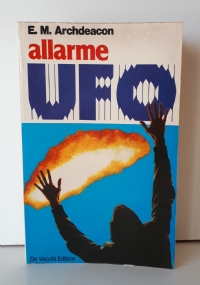 E. M. Archdeacon
allarme
UFO
De Vecchi Editore